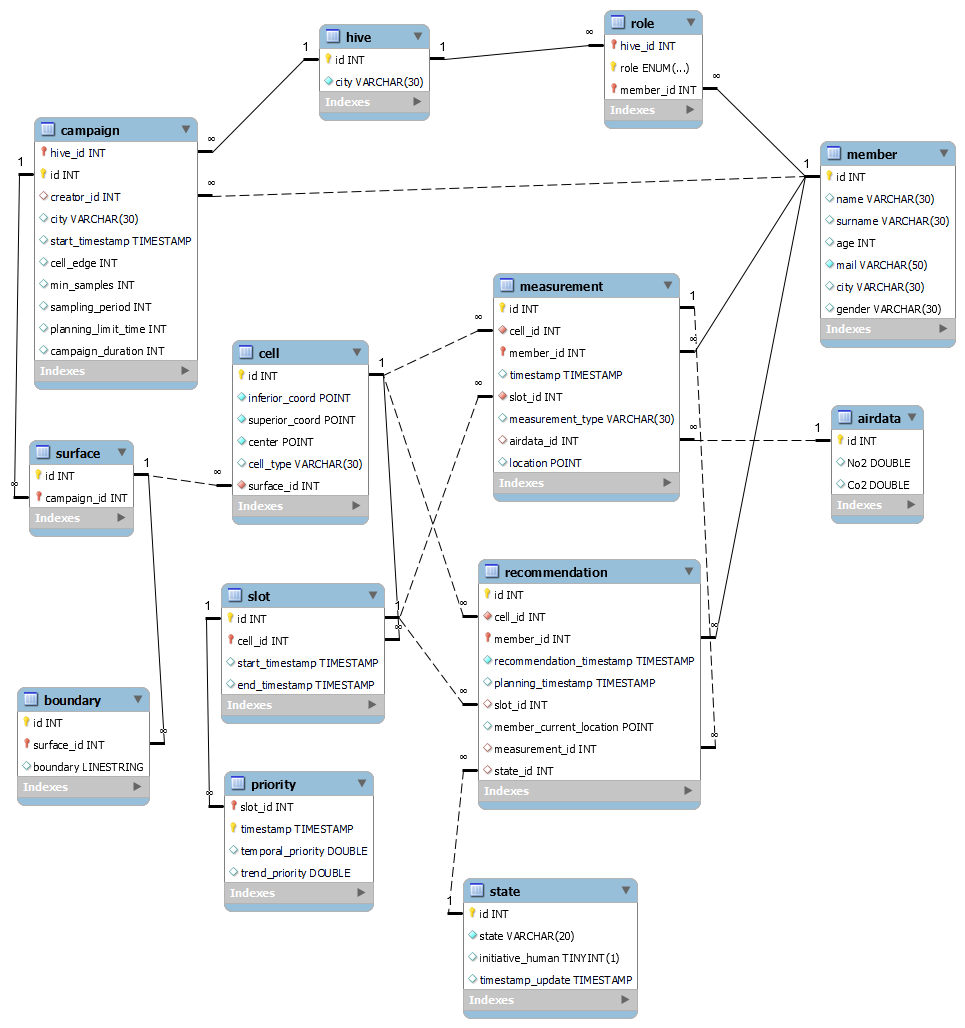 hive
id INT
city VARCHAR(30)
Indexes
role
hive_id INT
role ENUM(...)
member_id INT
Indexes
campaign
hive_id INT
id INT
creator_id INT
city VARCHAR(30)
start_timestamp TIMESTAMP
cell_edge INT
min_samples INT
sampling_period INT
planning_limit_time INT
campaign_duration INT
Indexes
member
id INT
name VARCHAR(30)
surname VARCHAR(30)
age INT
mail VARCHAR(50)
city VARCHAR(30)
gender VARCHAR(30)
Indexes
measurement
id INT
cell_id INT
member_id INT
timestamp TIMESTAMP
slot_id INT
measurement_type VARCHAR(30)
airdata_id INT
location POINT
Indexes
cell
id INT
inferior_coord POINT
superior_coord POINT
center POINT
cell_type VARCHAR(30)
surface_id INT
Indexes
airdata
id INT
No2 DOUBLE
Co2 DOUBLE
Indexes
surface
id INT
campaign_id INT
Indexes
recommendation
id INT
cell_id INT
member_id INT
recommendation_timestamp TIMESTAMP
planning_timestamp TIMESTAMP
slot_id INT
member_current_location POINT
measurement_id INT
state_id INT
Indexes
slot
id INT
cell_id INT
start_timestamp TIMESTAMP
end_timestamp TIMESTAMP
Indexes
boundary
id INT
surface_id INT
boundary LINESTRING
Indexes
priority
slot_id INT
timestamp TIMESTAMP
temporal_priority DOUBLE
trend_priority DOUBLE
Indexes
state
id INT
state VARCHAR(20)
initiative_human TINYINT(1)
timestamp_update TIMESTAMP
Indexes
1
∞
1
∞
1
∞
∞
∞
1
1
∞
1
∞
1
∞
∞
1
∞
∞
∞
1
∞
1
∞
1
∞
∞
∞
∞
∞
1